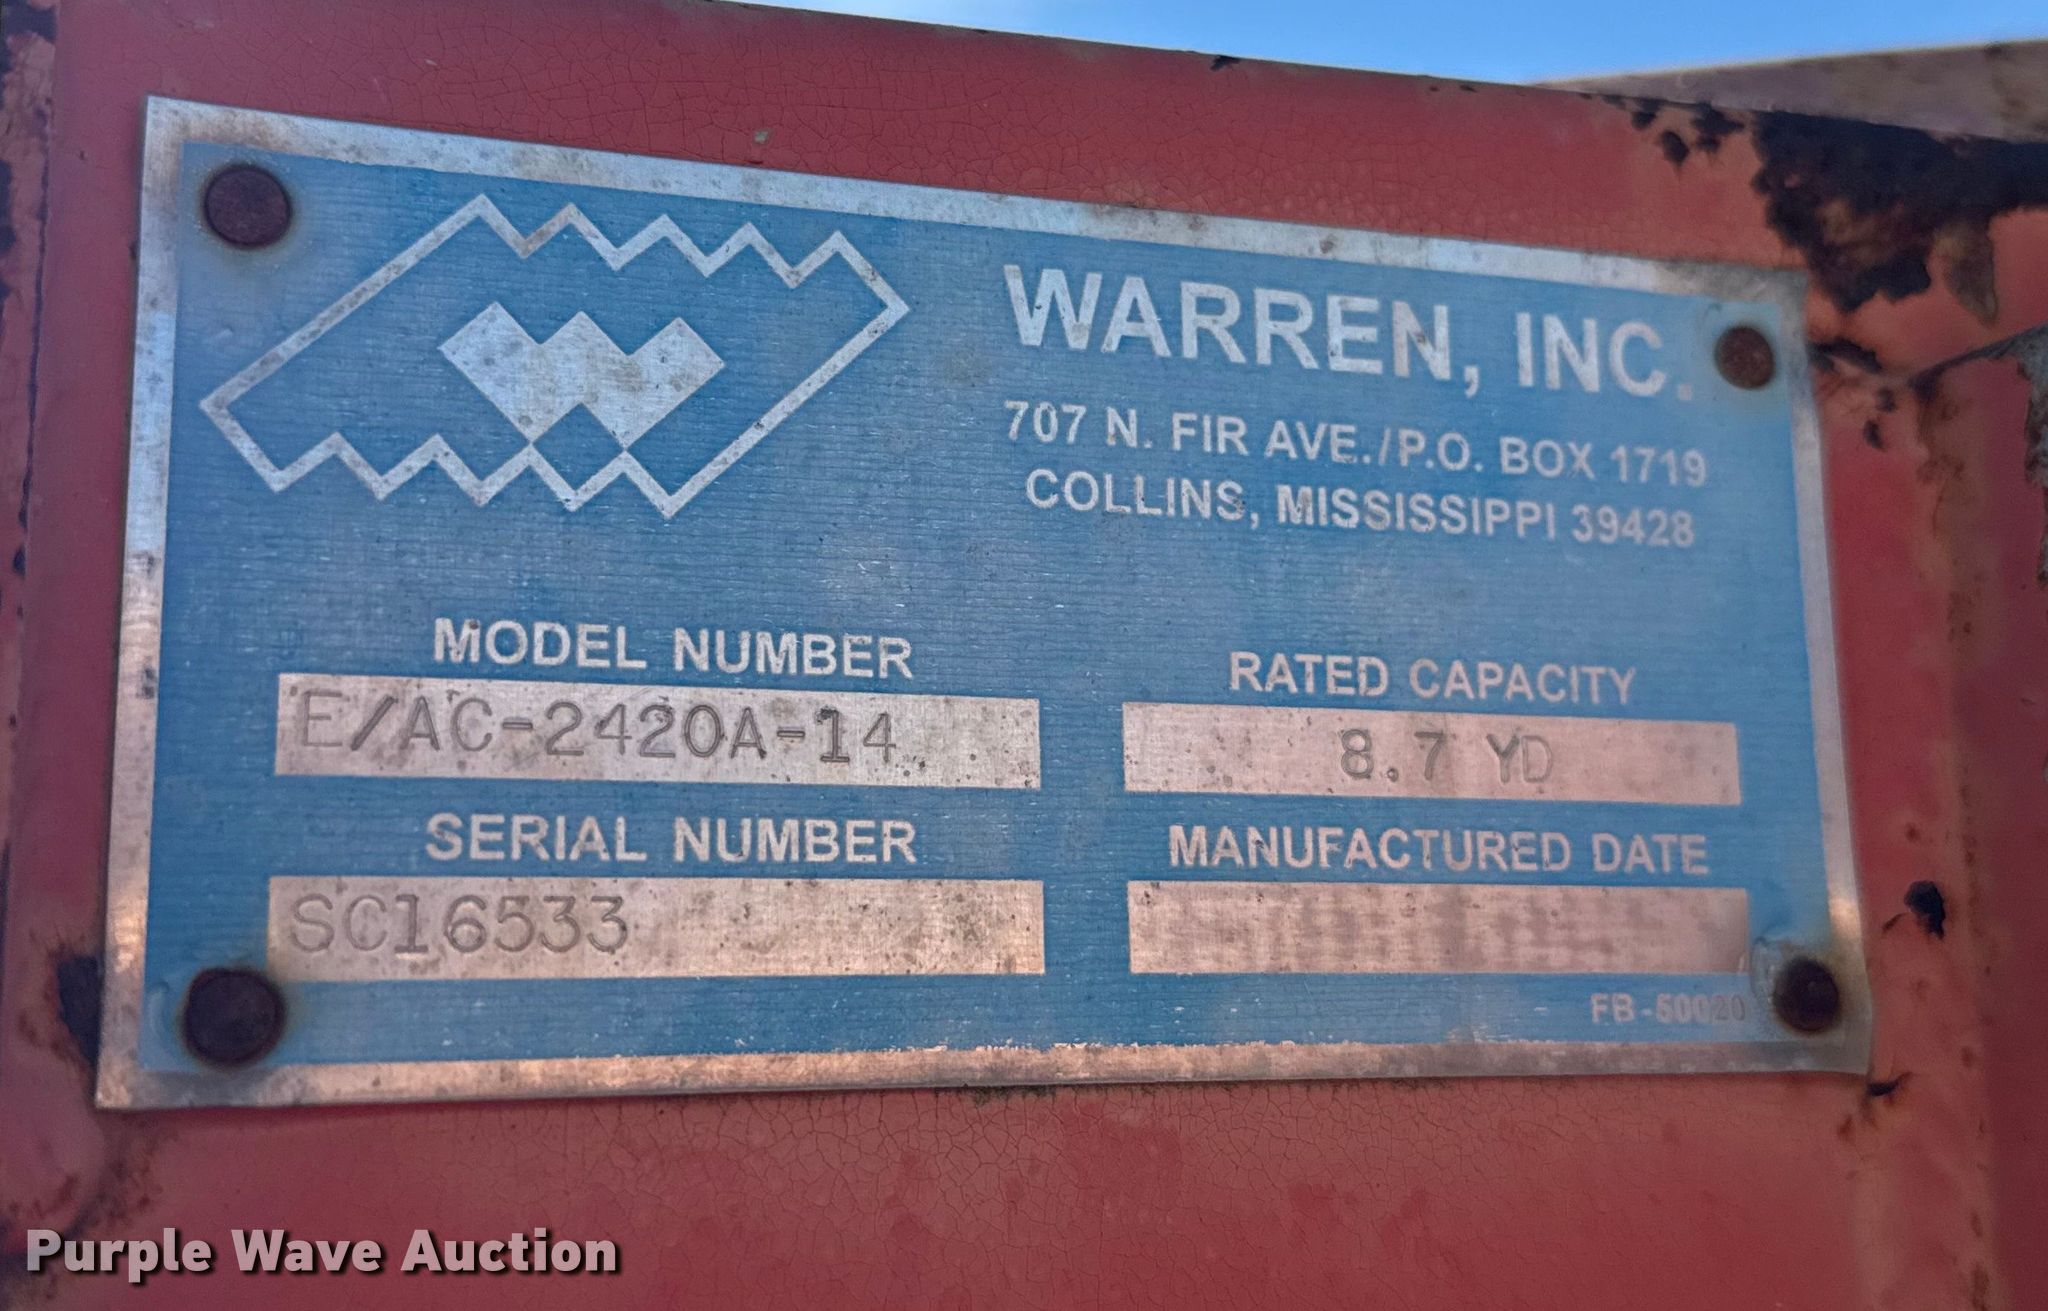 WARREN, INC.
707 N. FIR AVE./P.O. BOX 1719
COLLINS, MISSISSIPPI 39428
MODEL NUMBER
E/AC-2420A-14
RATED CAPACITY
8.7 YD
SERIAL NUMBER
SC16533
MANUFACTURED DATE
FB-50020
Purple Wave Auction